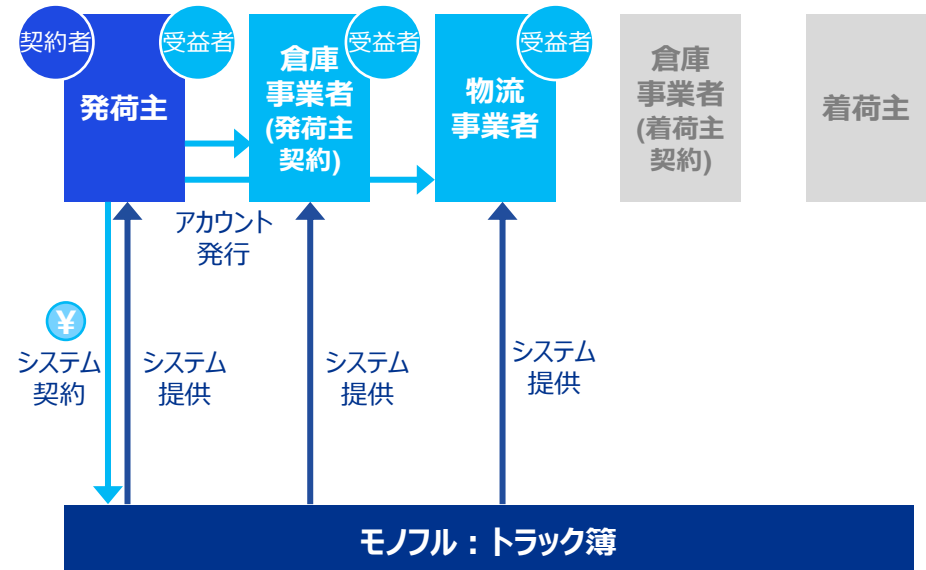 契約者
受益者
受益者
受益者
発荷主
倉庫
事業者
(発荷主
契約)
物流
事業者
倉庫
事業者
(着荷主
契約)
着荷主
アカウント
発行
¥
システム
契約
システム
提供
システム
提供
システム
提供
モノフル：トラック簿